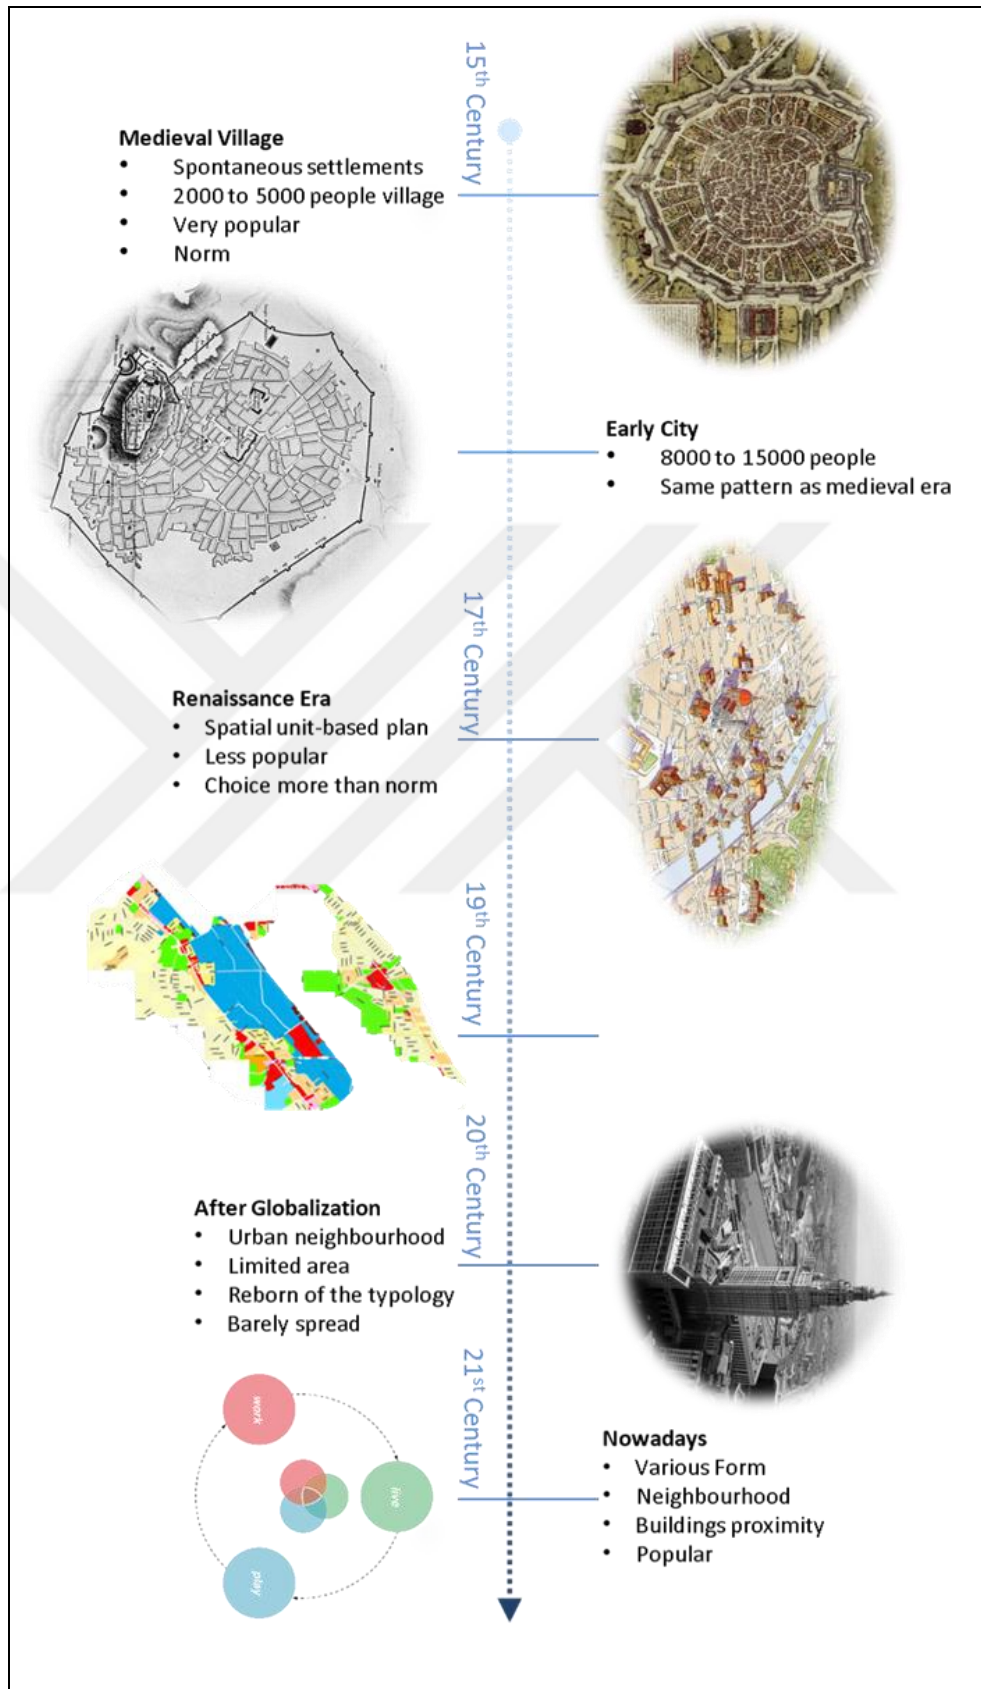 15th Century
Medieval Village
• Spontaneous settlements
• 2000 to 5000 people village
• Very popular
• Norm
Early City
• 8000 to 15000 people
• Same pattern as medieval era
17th Century
Renaissance Era
• Spatial unit-based plan
• Less popular
• Choice more than norm
19th Century
20th Century
After Globalization
• Urban neighbourhood
• Limited area
• Reborn of the typology
• Barely spread
21st Century
work
live
play
Nowadays
• Various Form
• Neighbourhood
• Buildings proximity
• Popular